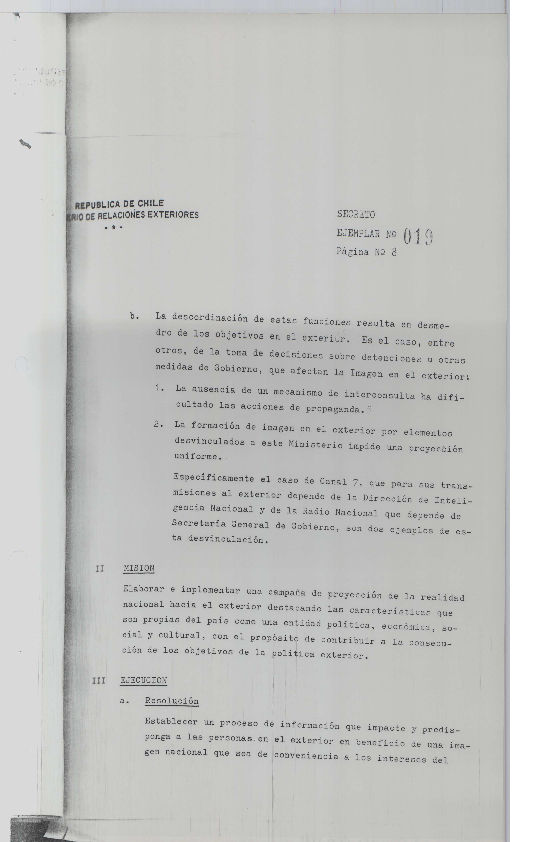 REPUBLICA DE CHILE
ERIO DE RELACIONES EXTERIORES
SECRETO
EJEMPLAR Nº 019
Página Nº 8
b. La descordinación de estas funciones resulta en desme-
dro de los objetivos en el exterior. Es el caso, entre
otros, de la toma de decisiones sobre detenciones u otras
medidas de Gobierno, que afectan la Imagen en el exterior:
1. La ausencia de un mecanismo de interconsulta ha difi-
cultado las acciones de propaganda.
2. La formación de imagen en el exterior por elementos
desvinculados a este Ministerio impide una proyección
uniforme.
Específicamente el caso de Canal 7, que para sus trans-
misiones al exterior depende de la Dirección de Inteli-
gencia Nacional y de la Radio Nacional que depende de
Secretaría General de Gobierno, son dos ejemplos de es-
ta desvinculación.
II MISION
Elaborar e implementar una campaña de proyección de la realidad
nacional hacia el exterior destacando las características que
son propias del país como una entidad política, económica, so-
cial y cultural, con el propósito de contribuir a la consecu-
ción de los objetivos de la política exterior.
III EJECUCION
a. Resolución
Establecer un proceso de información que impacte y predis-
ponga a las personas en el exterior en beneficio de una ima-
gen nacional que son de conveniencia a los intereses del